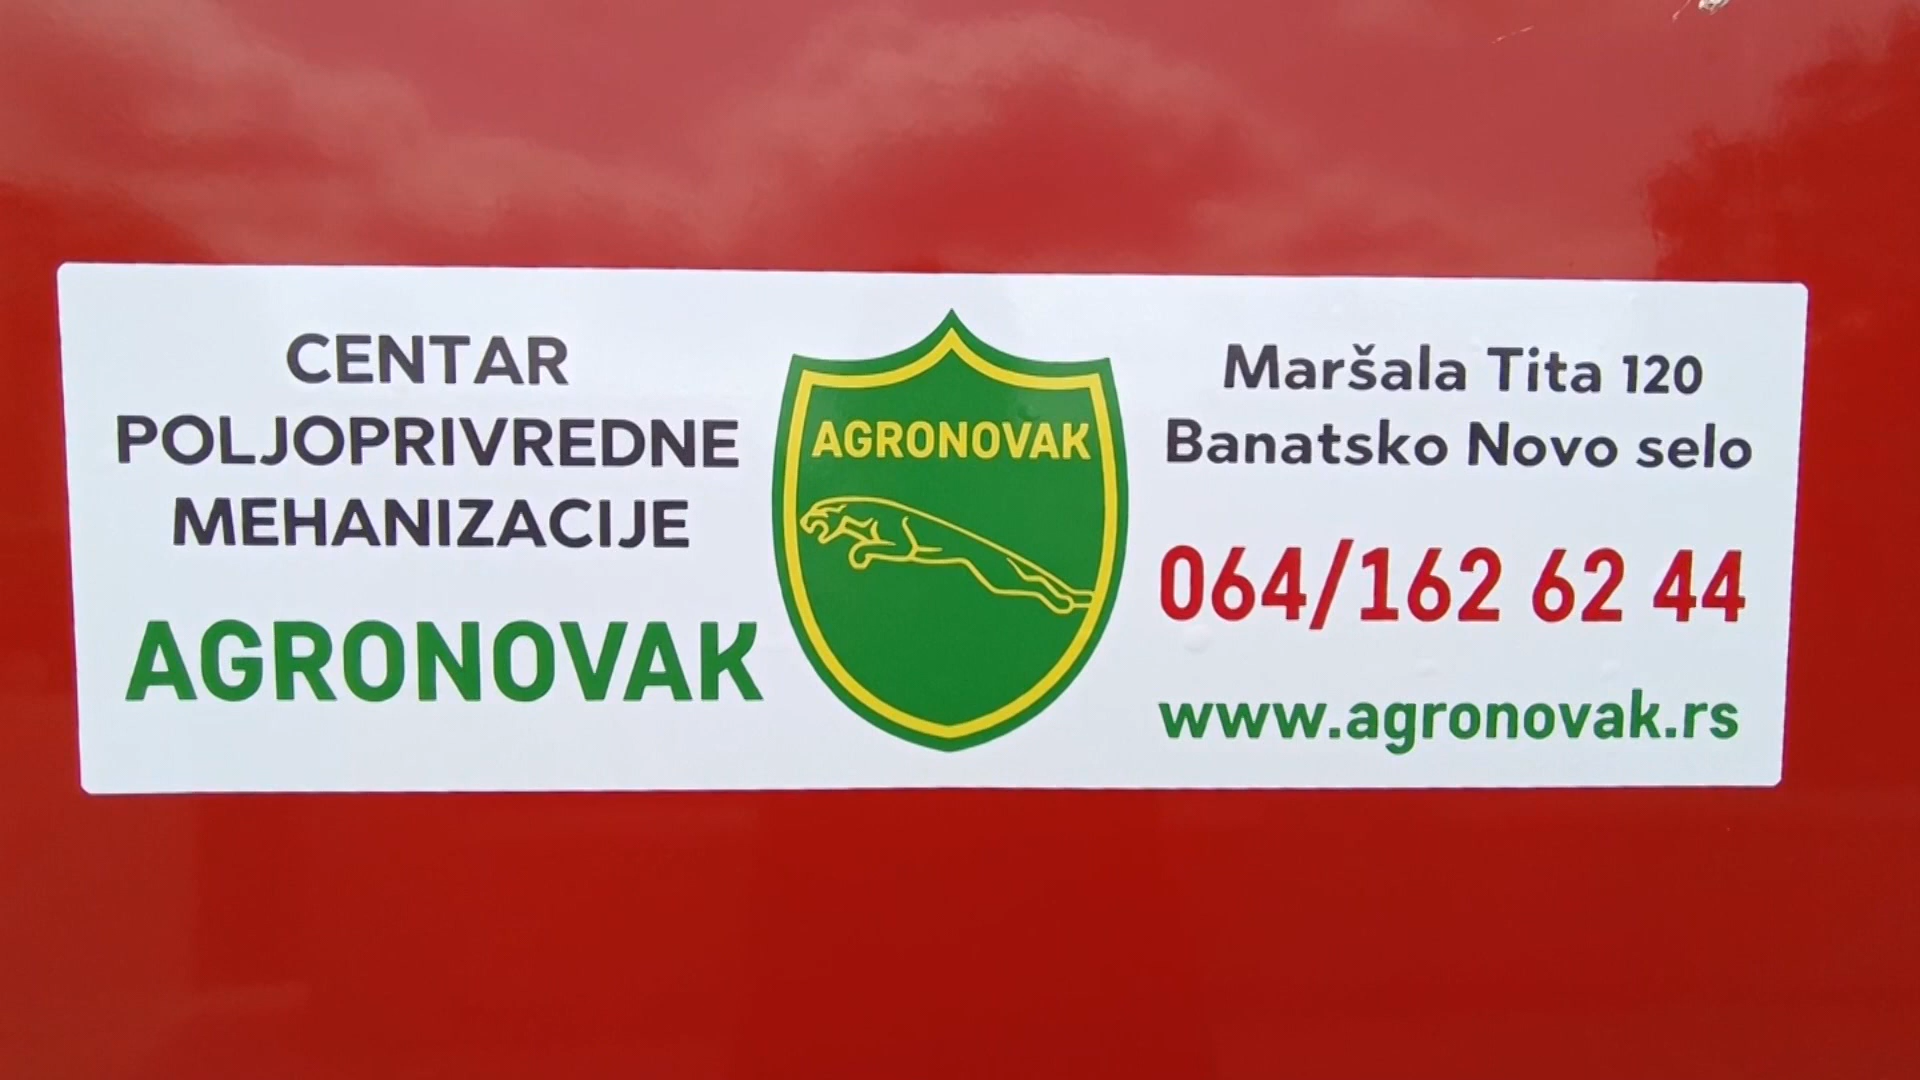 CENTAR
POLJOPRIVREDNE
MEHANIZACIJE
AGRONOVAK
AGRONOVAK
Maršala Tita 120
Banatsko Novo selo
064/162 62 44
www.agronovak.rs